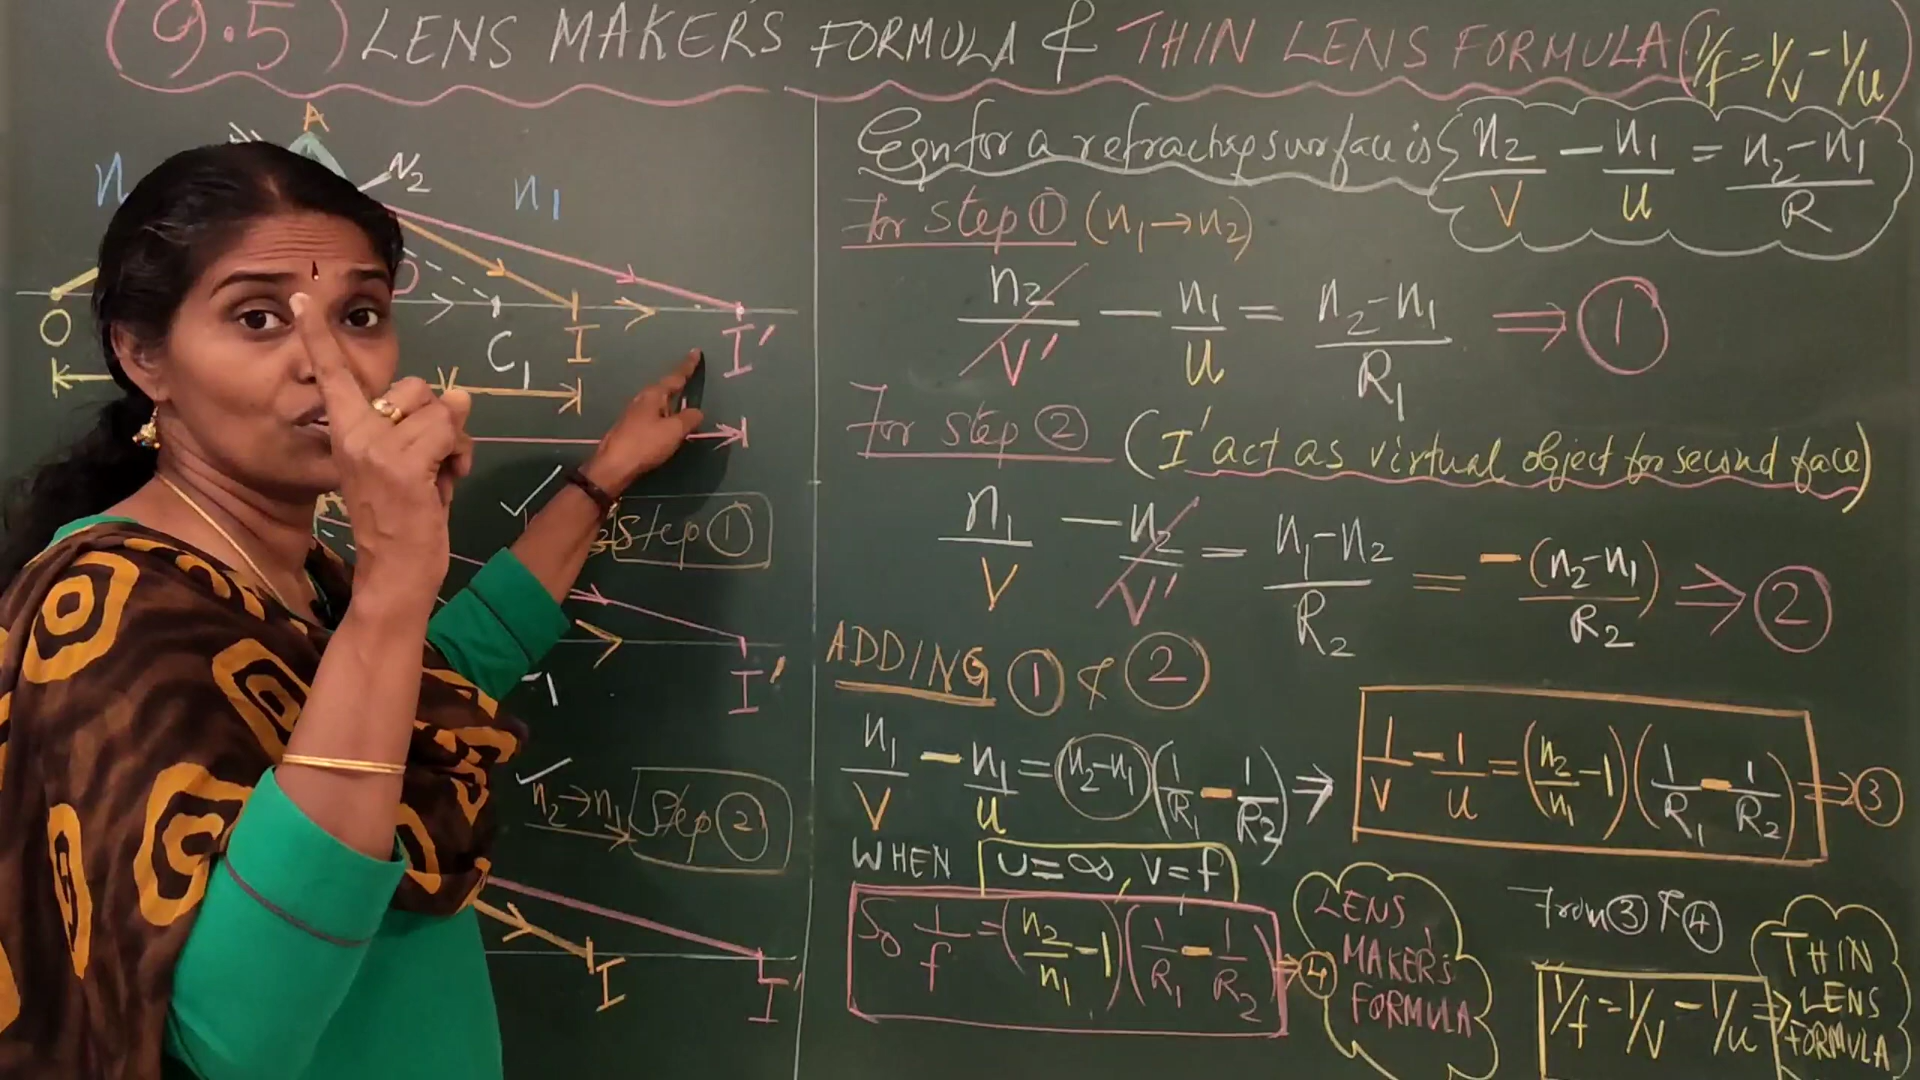 9.5) LENS MAKER'S FORMULA & THIN LENS FORMULA (1/f = 1/v - 1/u)
A
N2
n
n1
O
C1
I
I'
V
Step 1
I'
n2→n1 Step 2
I
I'
Eqn for a refracting surface is n2/v - n1/u = n2-n1/R
for step 1 (n1→n2)
n2/v' - n1/u = n2-n1/R1 ⇒ 1
For step 2 (I' act as virtual object for second face)
n1/v - n2/v' = n1-n2/R2 = -(n2-n1)/R2 ⇒ 2
ADDING 1 & 2
n1/v - n1/u = (n2-n1)(1/R1 - 1/R2) ⇒ 1/v - 1/u = (n2/n1 - 1)(1/R1 - 1/R2) ⇒ 3
WHEN u=∞, v=f
So 1/f = (n2/n1 - 1)(1/R1 - 1/R2) → 4
LENS
MAKER'S
FORMULA
From 3 & 4
1/f = 1/v - 1/u ⇒
THIN
LENS
FORMULA